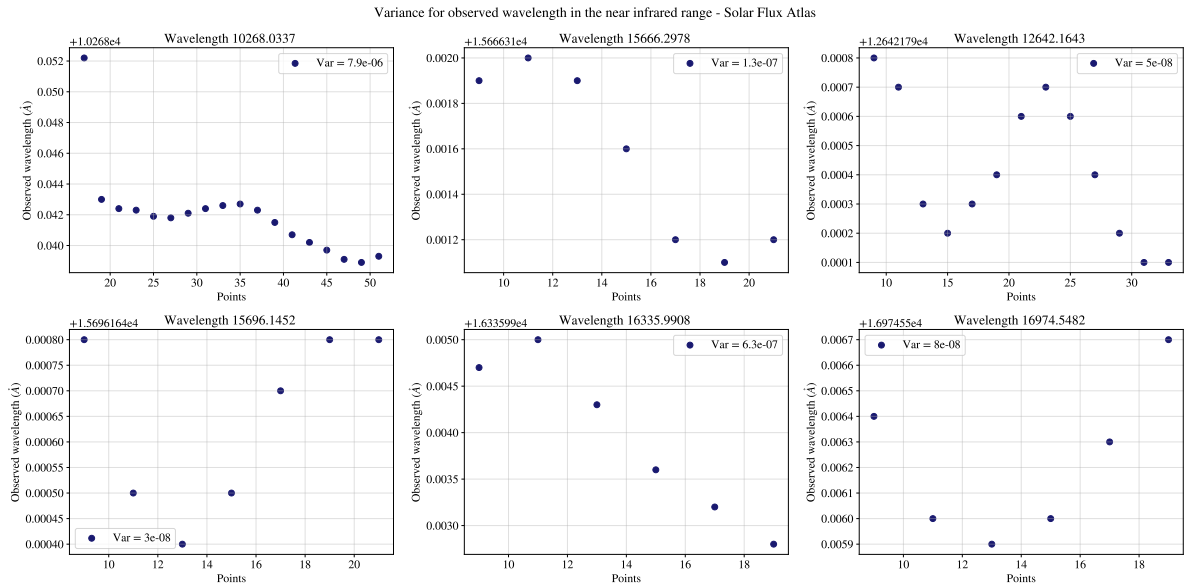 Variance for observed wavelength in the near infrared range - Solar Flux Atlas
+1.0268e4
Wavelength 10268.0337
Var = 7.9e-06
0.052
0.050
0.048
0.046
0.044
0.042
0.040
Observed wavelength (Å)
20 25 30 35 40 45 50
Points
+1.566631e4
Wavelength 15666.2978
Var = 1.3e-07
0.0020
0.0018
0.0016
0.0014
0.0012
Observed wavelength (Å)
10 12 14 16 18 20
Points
+1.2642179e4
Wavelength 12642.1643
Var = 5e-08
0.0008
0.0007
0.0006
0.0005
0.0004
0.0003
0.0002
0.0001
Observed wavelength (Å)
10 15 20 25 30
Points
+1.5696164e4
Wavelength 15696.1452
Var = 3e-08
0.00080
0.00075
0.00070
0.00065
0.00060
0.00055
0.00050
0.00045
0.00040
Observed wavelength (Å)
10 12 14 16 18 20
Points
+1.633599e4
Wavelength 16335.9908
Var = 6.3e-07
0.0050
0.0045
0.0040
0.0035
0.0030
Observed wavelength (Å)
10 12 14 16 18
Points
+1.697455e4
Wavelength 16974.5482
Var = 8e-08
0.0067
0.0066
0.0065
0.0064
0.0063
0.0062
0.0061
0.0060
0.0059
Observed wavelength (Å)
10 12 14 16 18
Points